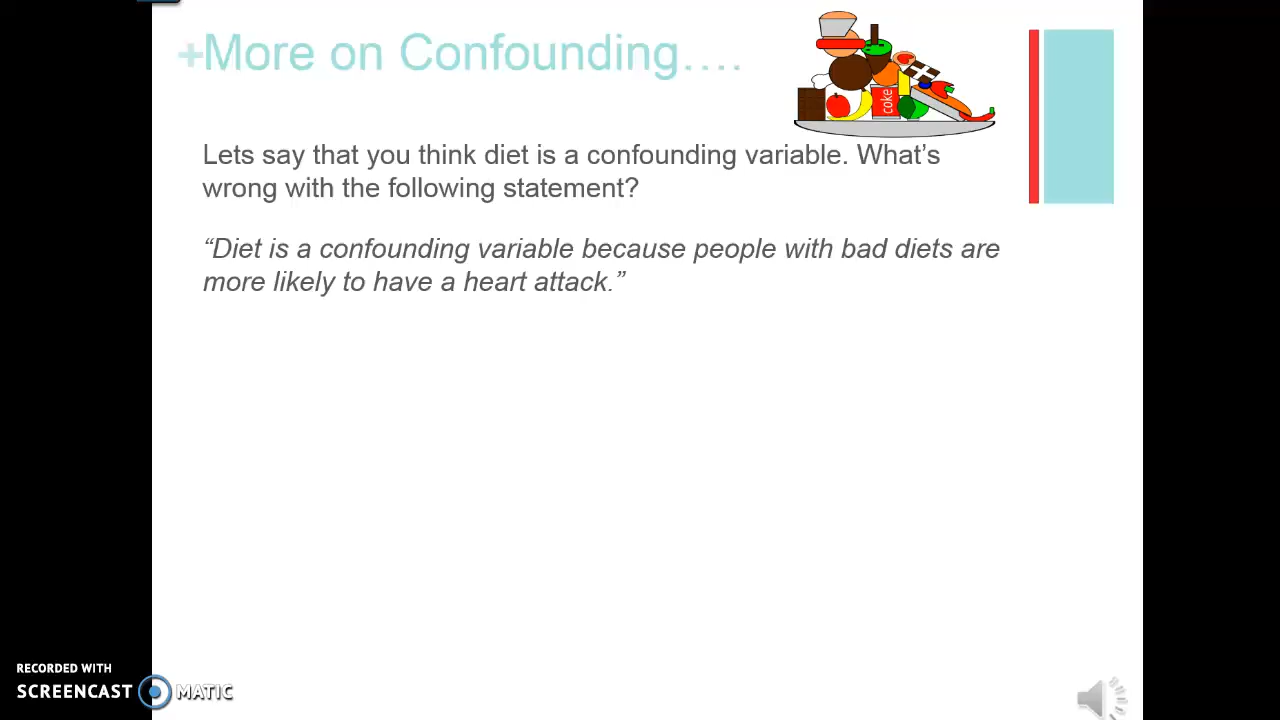 +More on Confounding….
coke
Lets say that you think diet is a confounding variable. What’s
wrong with the following statement?
“Diet is a confounding variable because people with bad diets are
more likely to have a heart attack.”
RECORDED WITH
SCREENCAST MATIC